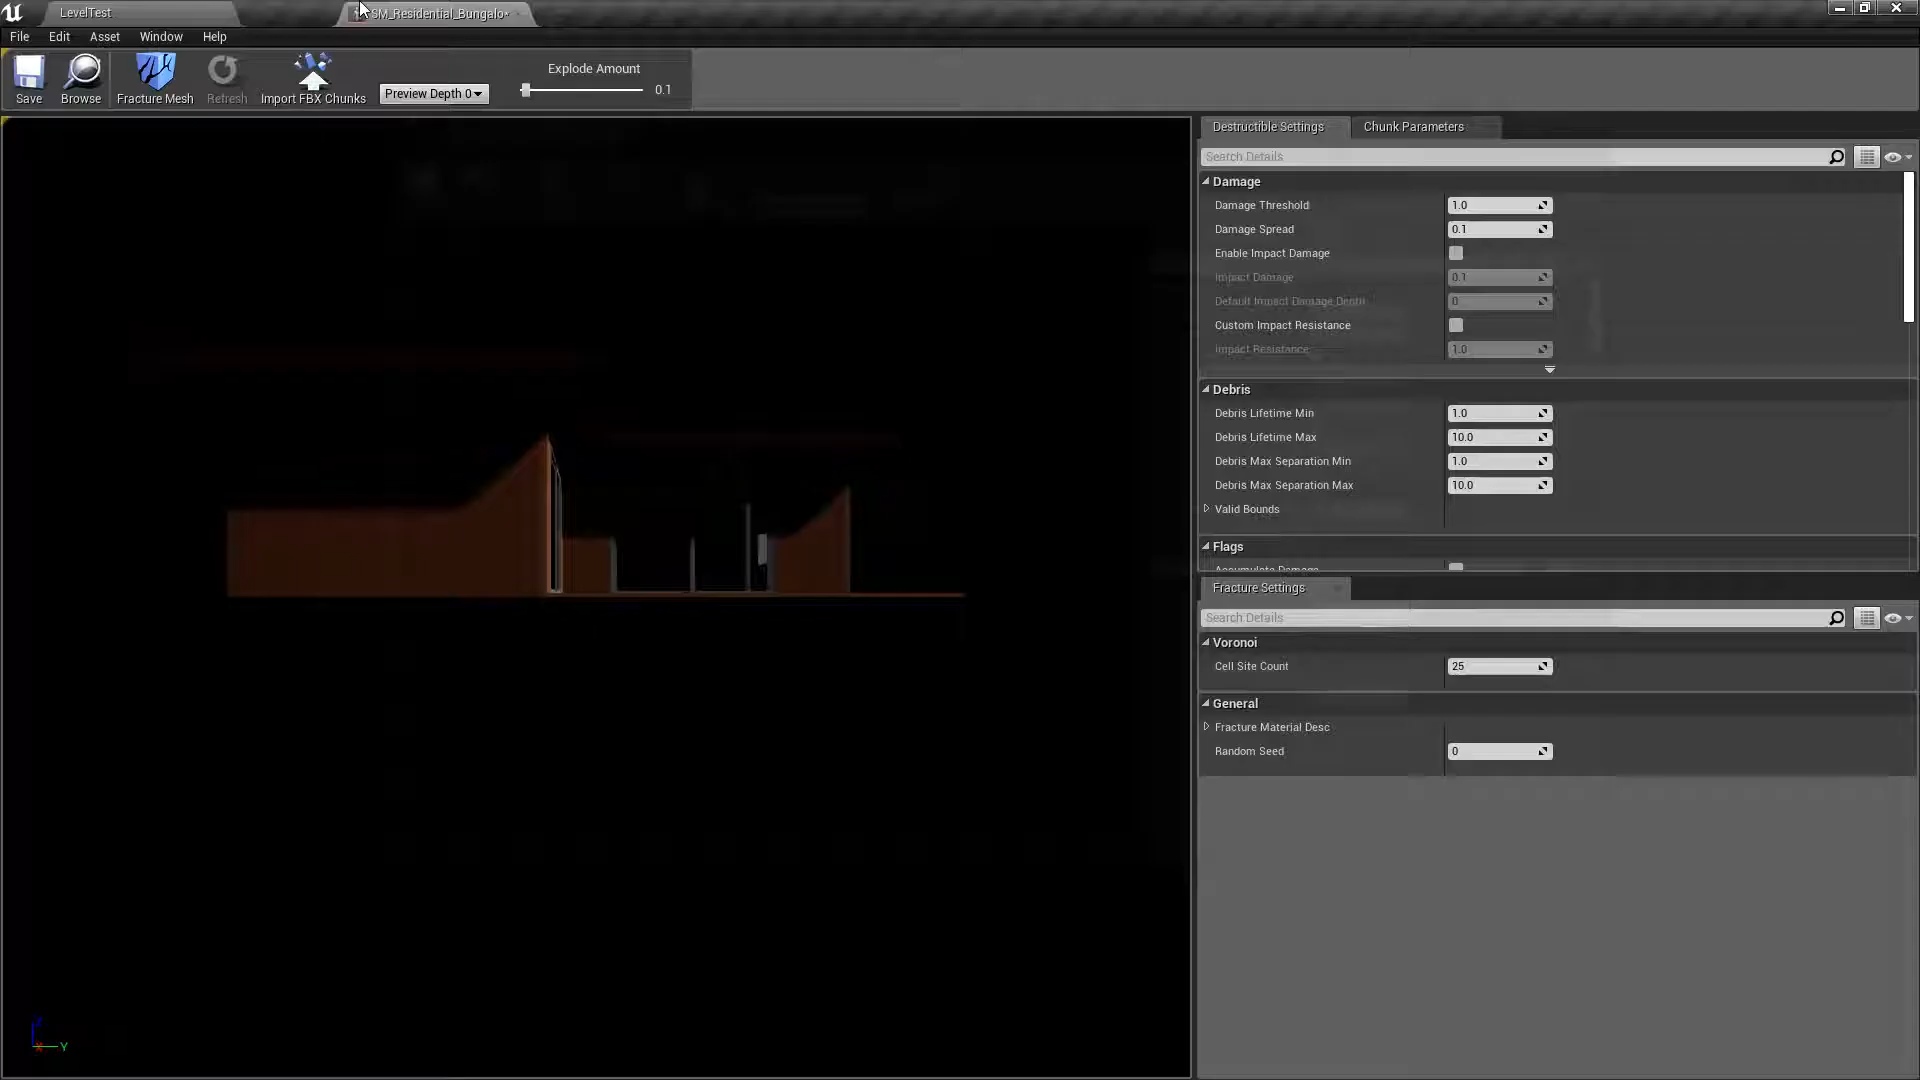 LevelTest
SM_Residential_Bungalo*
File Edit Asset Window Help
Save Browse Fracture Mesh Refresh Import FBX Chunks
Preview Depth 0
Explode Amount
0.1
Destructible Settings Chunk Parameters
Search Details
Damage
Damage Threshold 1.0
Damage Spread 0.1
Enable Impact Damage
Impact Damage 0.1
Default Impact Damage Depth 0
Custom Impact Resistance
Impact Resistance 1.0
Debris
Debris Lifetime Min 1.0
Debris Lifetime Max 10.0
Debris Max Separation Min 1.0
Debris Max Separation Max 10.0
Valid Bounds
Flags
Accumulate Damage
Fracture Settings
Search Details
Voronoi
Cell Site Count 25
General
Fracture Material Desc
Random Seed 0
Z
X Y